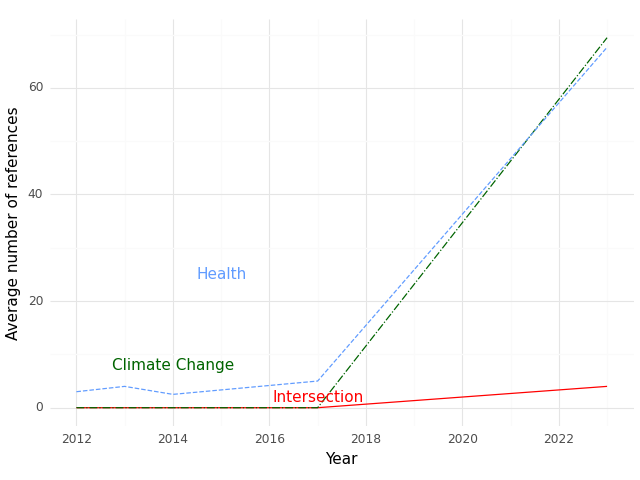 60
40
20
0
Average number of references
Health
Climate Change
Intersection
2012 2014 2016 2018 2020 2022
Year